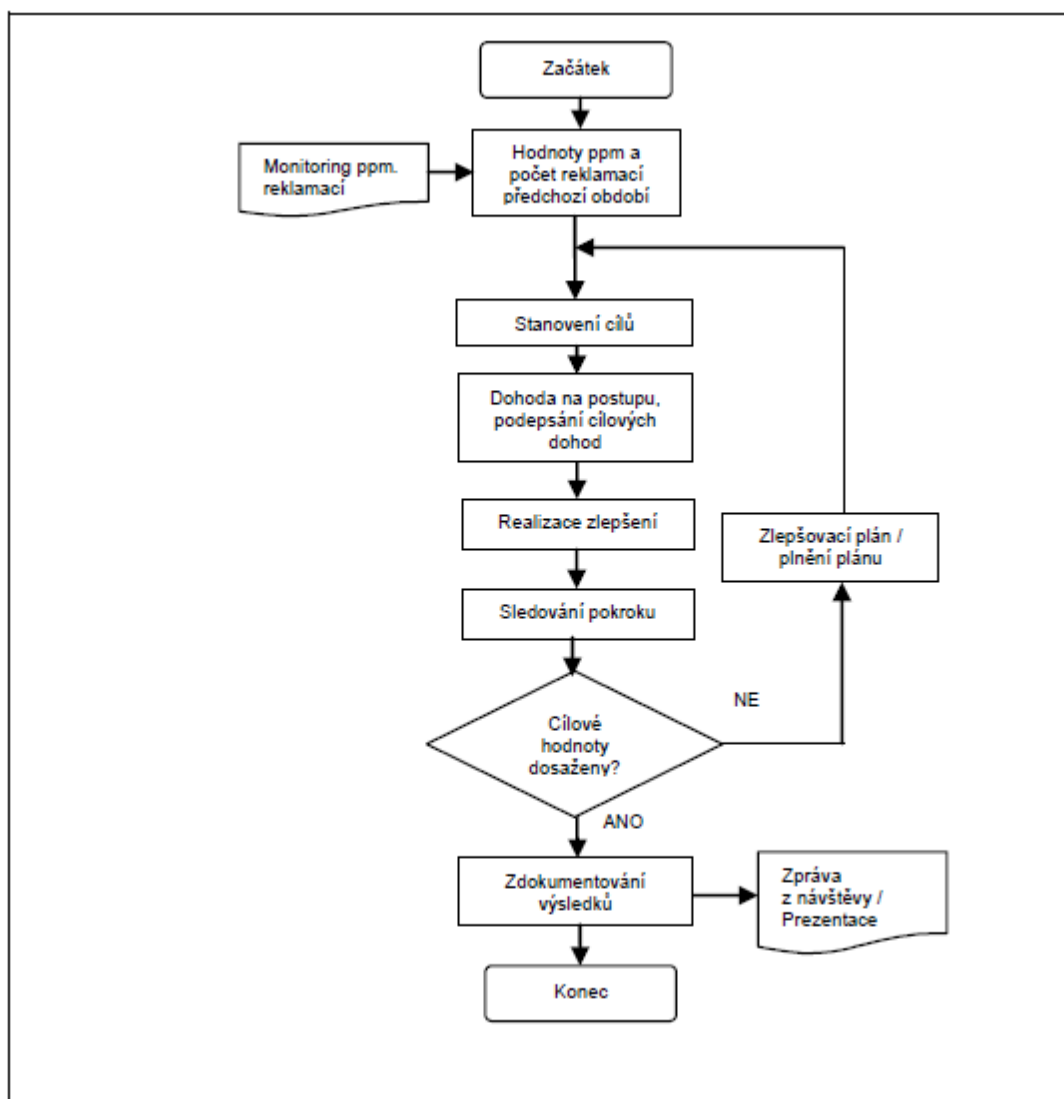 Začátek
Monitoring ppm.
reklamací
Hodnoty ppm a
počet reklamací
předchozí období
Stanovení cílů
Dohoda na postupu,
podepsání cílových
dohod
Realizace zlepšení
Zlepšovací plán /
plnění plánu
Sledování pokroku
NE
Cílové
hodnoty
dosaženy?
ANO
Zdokumentování
výsledků
Zpráva
z návštěvy /
Prezentace
Konec